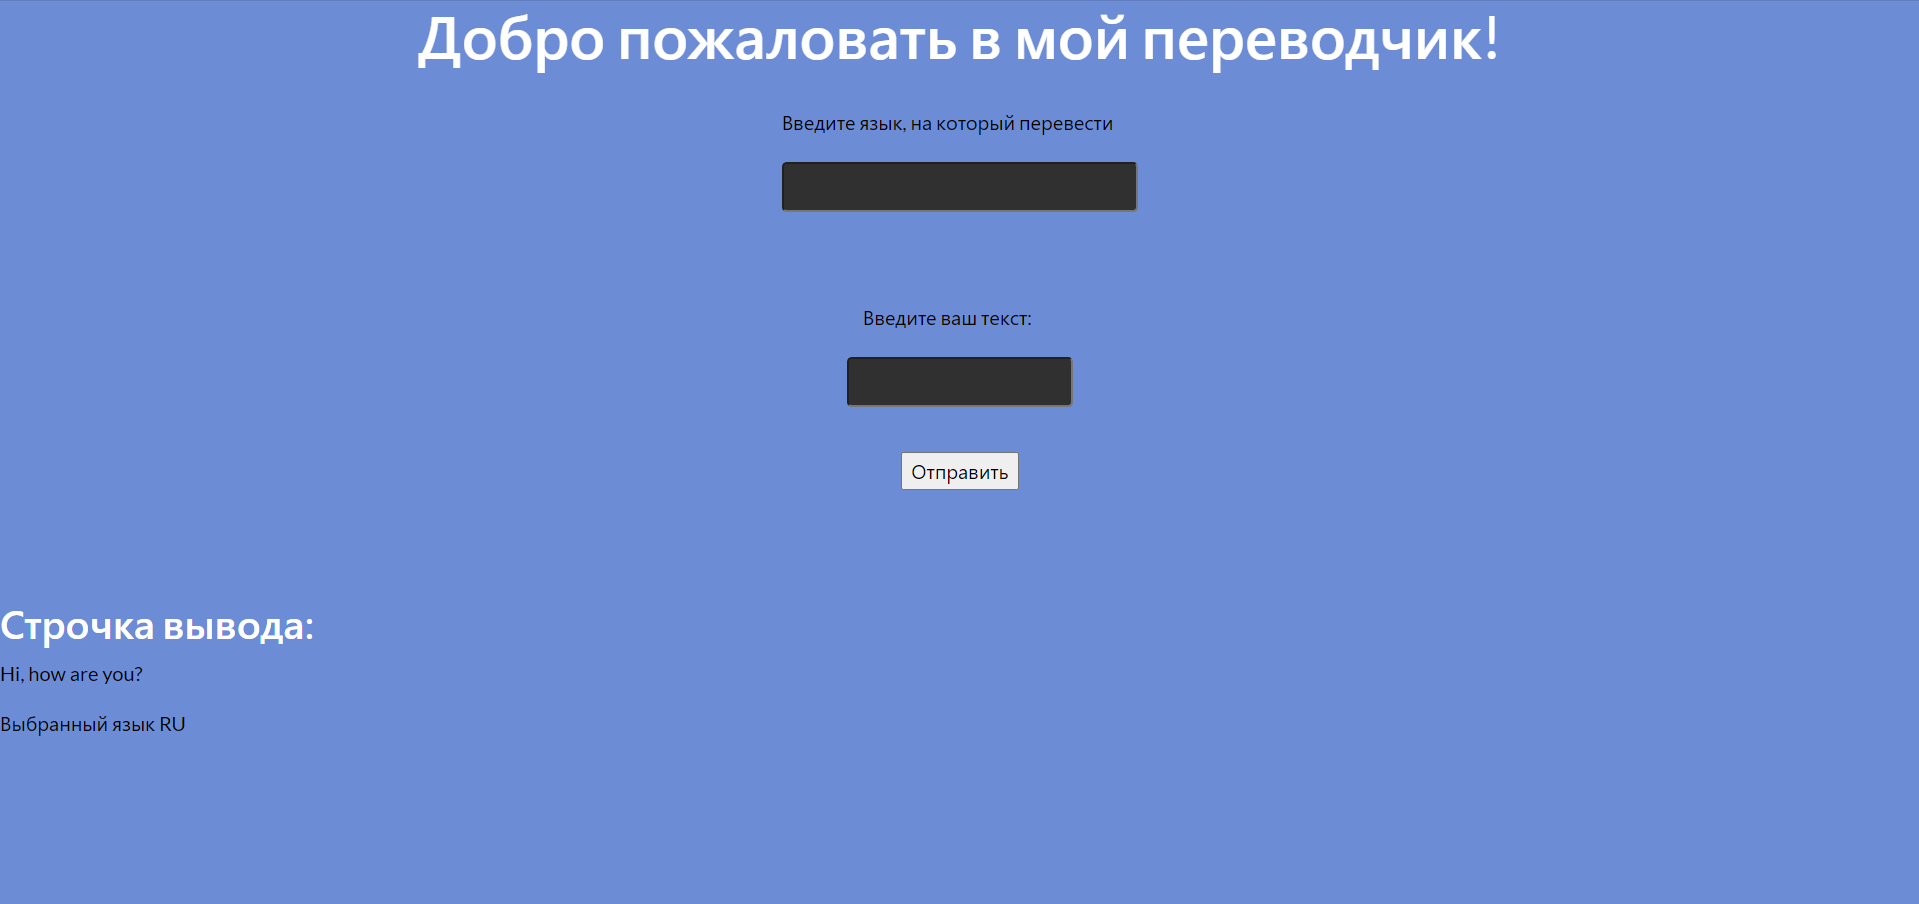 Добро пожаловать в мой переводчик!
Введите язык, на который перевести
Введите ваш текст:
Отправить
Строчка вывода:
Hi, how are you?
Выбранный язык RU